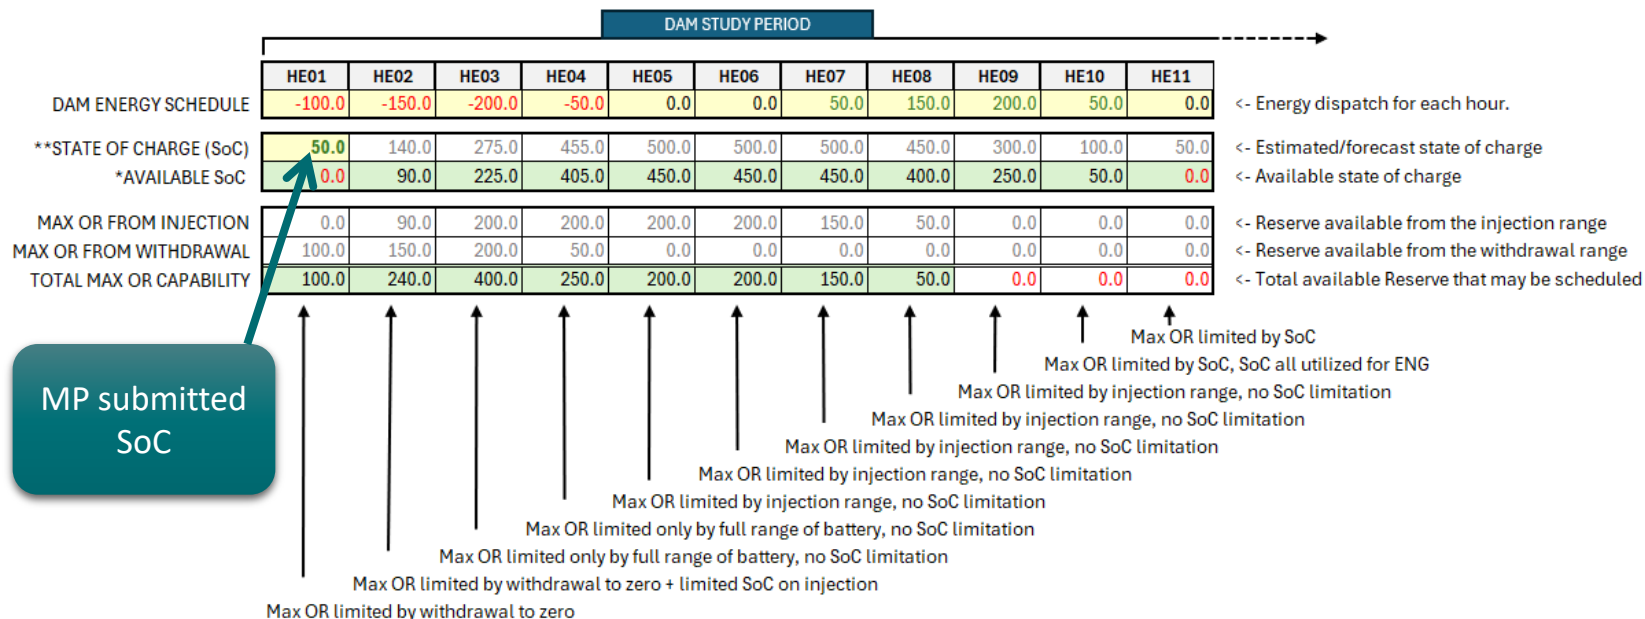 DAM STUDY PERIOD
HE01 HE02 HE03 HE04 HE05 HE06 HE07 HE08 HE09 HE10 HE11
DAM ENERGY SCHEDULE -100.0 -150.0 -200.0 -50.0 0.0 0.0 50.0 150.0 200.0 50.0 0.0 <- Energy dispatch for each hour.
**STATE OF CHARGE (SoC) 50.0 140.0 275.0 455.0 500.0 500.0 500.0 450.0 300.0 100.0 50.0 <- Estimated/forecast state of charge
*AVAILABLE SoC 0.0 90.0 225.0 405.0 450.0 450.0 450.0 400.0 250.0 50.0 0.0 <- Available state of charge
MAX OR FROM INJECTION 0.0 90.0 200.0 200.0 200.0 200.0 150.0 50.0 0.0 0.0 0.0 <- Reserve available from the injection range
MAX OR FROM WITHDRAWAL 100.0 150.0 200.0 50.0 0.0 0.0 0.0 0.0 0.0 0.0 0.0 <- Reserve available from the withdrawal range
TOTAL MAX OR CAPABILITY 100.0 240.0 400.0 250.0 200.0 200.0 150.0 50.0 0.0 0.0 0.0 <- Total available Reserve that may be scheduled
Max OR limited by SoC
Max OR limited by SoC, SoC all utilized for ENG
Max OR limited by injection range, no SoC limitation
Max OR limited by injection range, no SoC limitation
Max OR limited by injection range, no SoC limitation
Max OR limited by injection range, no SoC limitation
Max OR limited by injection range, no SoC limitation
Max OR limited only by full range of battery, no SoC limitation
Max OR limited only by full range of battery, no SoC limitation
Max OR limited by withdrawal to zero + limited SoC on injection
Max OR limited by withdrawal to zero
MP submitted
SoC